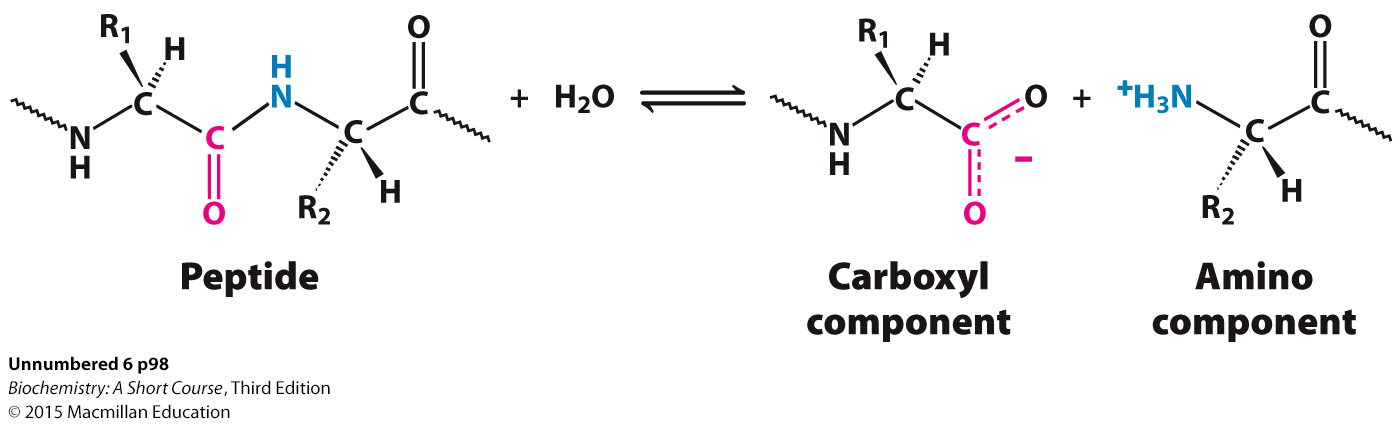 R₁ H H N O
N H C C O C R₂ H C
+ H₂O
R₁ H
N H C C O O −
+
⁺H₃N C R₂ H C O
Peptide
Carboxyl
component
Amino
component
Unnumbered 6 p98
Biochemistry: A Short Course, Third Edition
© 2015 Macmillan Education